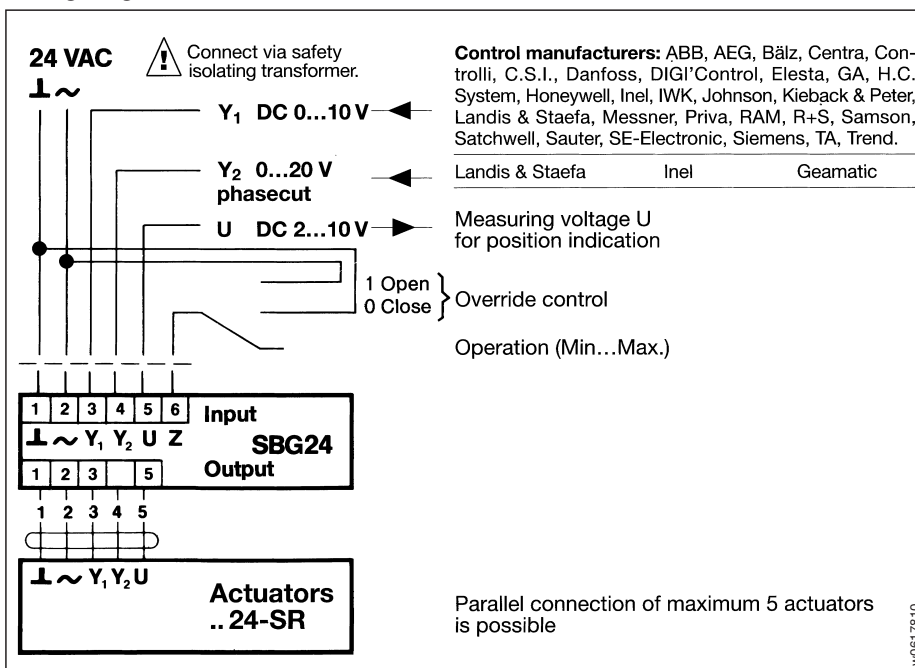 24 VAC
Connect via safety
isolating transformer.
⊥ ~
Control manufacturers: ABB, AEG, Bälz, Centra, Con-
trolli, C.S.I., Danfoss, DIGI'Control, Elesta, GA, H.C.
System, Honeywell, Inel, IWK, Johnson, Kieback & Peter,
Landis & Staefa, Messner, Priva, RAM, R+S, Samson,
Satchwell, Sauter, SE-Electronic, Siemens, TA, Trend.
Y1 DC 0...10 V
Y2 0...20 V
phasecut
Landis & Staefa Inel Geamatic
U DC 2...10 V
Measuring voltage U
for position indication
1 Open
0 Close
Override control
Operation (Min...Max.)
1 2 3 4 5 6
Input
⊥ ~ Y1 Y2 U Z
SBG24
Output
1 2 3 5
1 2 3 4 5
⊥ ~ Y1 Y2 U
Actuators
.. 24-SR
Parallel connection of maximum 5 actuators
is possible